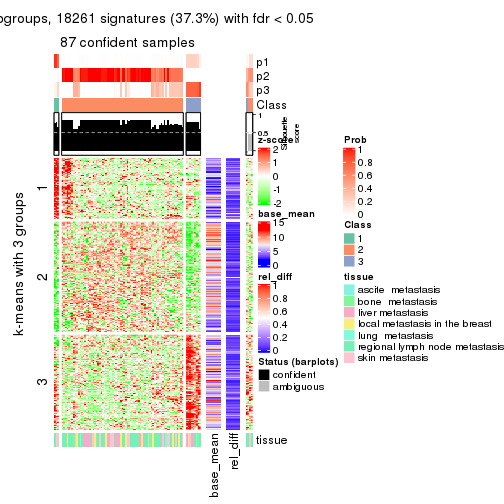 ogroups, 18261 signatures (37.3%) with fdr < 0.05
87 confident samples
p1
p2
p3
Class
1
0.5
0
Silhouette
score
k-means with 3 groups
1
2
3
z-score
2
1
0
-1
-2
base_mean
15
10
5
0
rel_diff
1
0.8
0.6
0.4
0.2
0
Status (barplots)
confident
ambiguous
Prob
1
0.8
0.6
0.4
0.2
0
Class
1
2
3
tissue
ascite metastasis
bone metastasis
liver metastasis
local metastasis in the breast
lung metastasis
regional lymph node metastasis
skin metastasis
tissue
base_mean
rel_diff